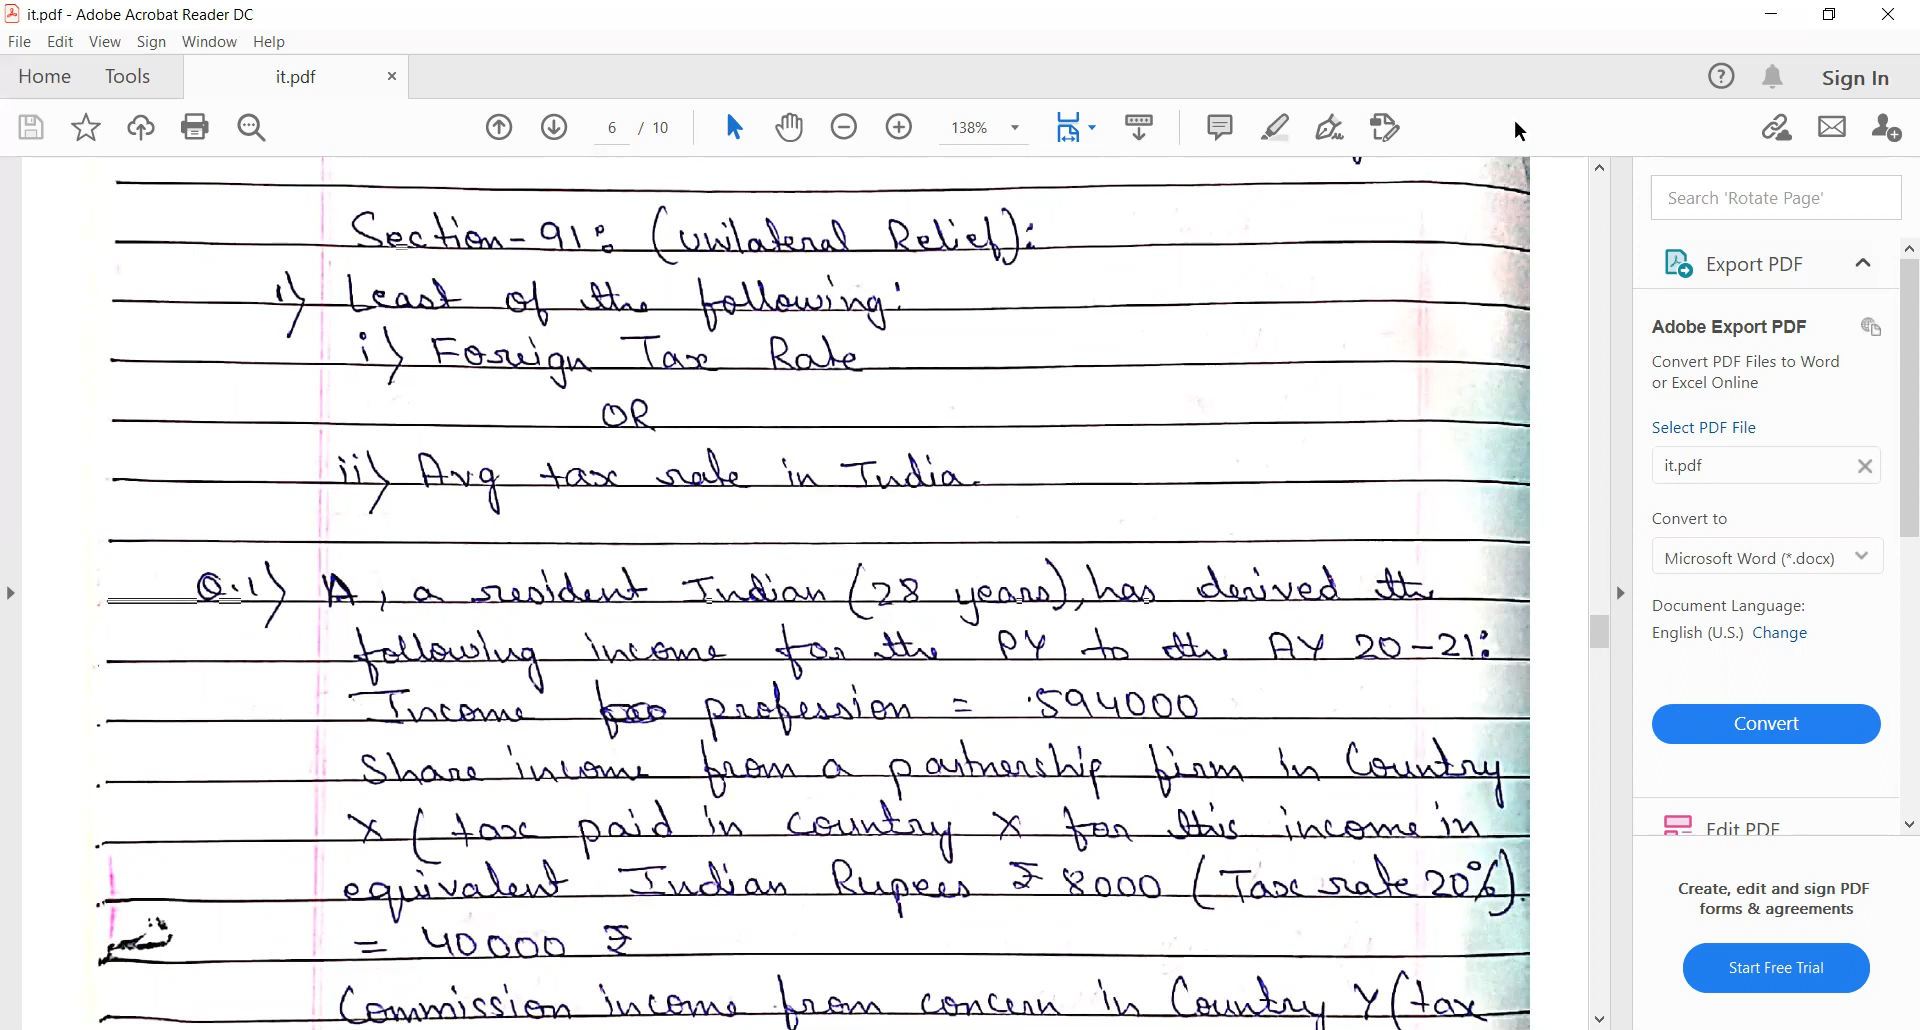 it.pdf - Adobe Acrobat Reader DC
File Edit View Sign Window Help
Home Tools it.pdf × Sign In
6 / 10 138%
Section-91: (Unilateral Relief):
1) Least of the following:
i) Foreign Tax Rate
OR
ii) Avg tax rate in India.
Q.1) A, a resident Indian (28 years), has derived the
following income for the PY to the AY 20-21:
Income profession = 594000
Share income from a partnership firm in Country
X (tax paid in country X for this income in
equivalent Indian Rupees ₹ 8000 (Tax rate 20%).
= 40000 ₹
Commission income from concern in Country Y (tax
Search 'Rotate Page'
Export PDF
Adobe Export PDF
Convert PDF Files to Word
or Excel Online
Select PDF File
it.pdf
Convert to
Microsoft Word (*.docx)
Document Language:
English (U.S.) Change
Convert
Edit PDF
Create, edit and sign PDF
forms & agreements
Start Free Trial